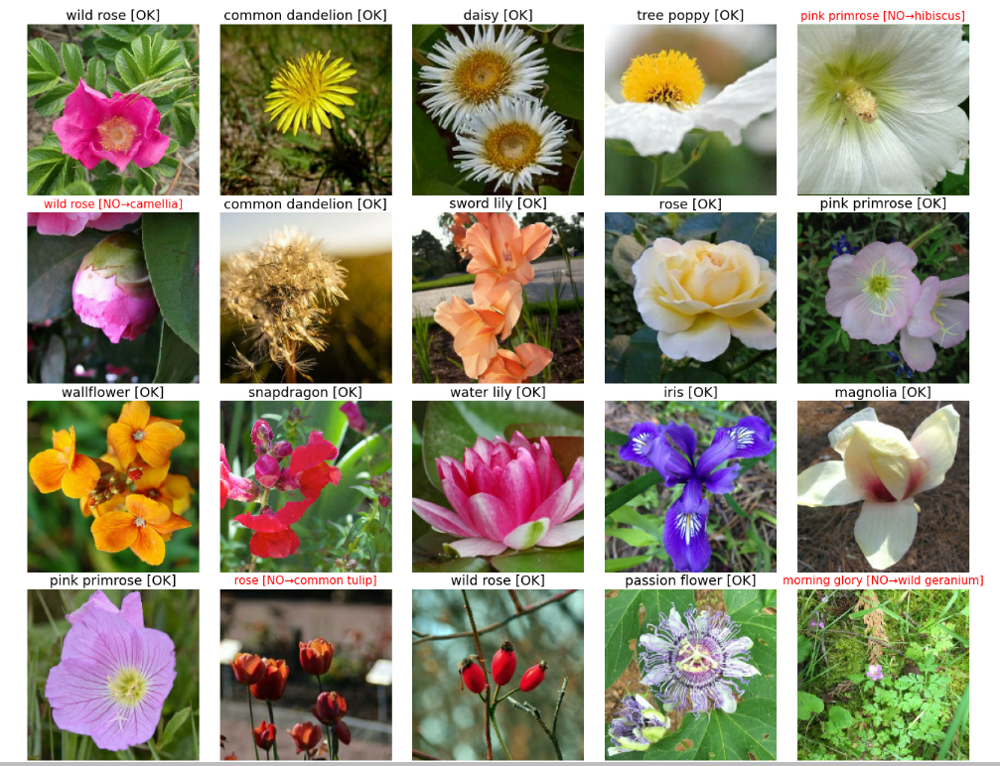 wild rose [OK]
common dandelion [OK]
daisy [OK]
tree poppy [OK]
pink primrose [NO→hibiscus]
wild rose [NO→camellia]
common dandelion [OK]
sword lily [OK]
rose [OK]
pink primrose [OK]
wallflower [OK]
snapdragon [OK]
water lily [OK]
iris [OK]
magnolia [OK]
pink primrose [OK]
rose [NO→common tulip]
wild rose [OK]
passion flower [OK]
morning glory [NO→wild geranium]